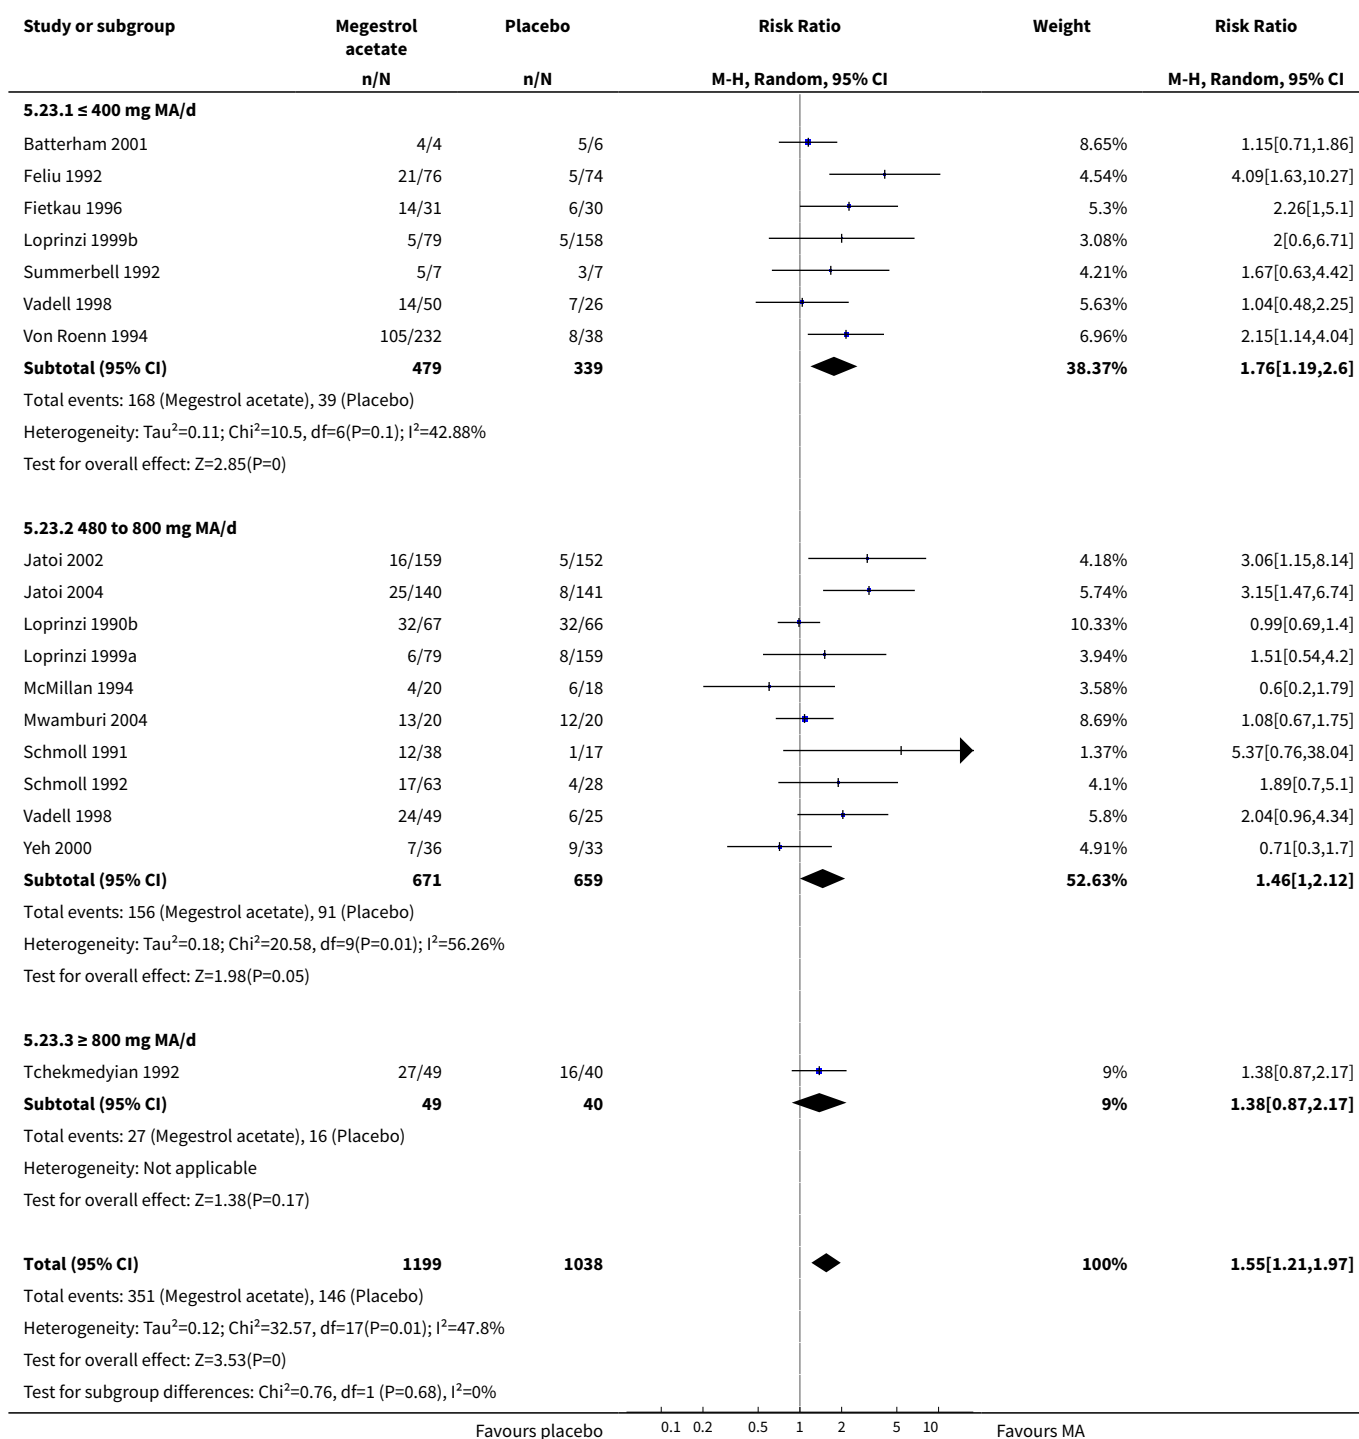 Study or subgroup Megestrol acetate Placebo Risk Ratio Weight Risk Ratio
n/N n/N M-H, Random, 95% CI M-H, Random, 95% CI
5.23.1 ≤ 400 mg MA/d
Batterham 2001 4/4 5/6 8.65% 1.15[0.71,1.86]
Feliu 1992 21/76 5/74 4.54% 4.09[1.63,10.27]
Fietkau 1996 14/31 6/30 5.3% 2.26[1,5.1]
Loprinzi 1999b 5/79 5/158 3.08% 2[0.6,6.71]
Summerbell 1992 5/7 3/7 4.21% 1.67[0.63,4.42]
Vadell 1998 14/50 7/26 5.63% 1.04[0.48,2.25]
Von Roenn 1994 105/232 8/38 6.96% 2.15[1.14,4.04]
Subtotal (95% CI) 479 339 38.37% 1.76[1.19,2.6]
Total events: 168 (Megestrol acetate), 39 (Placebo)
Heterogeneity: Tau²=0.11; Chi²=10.5, df=6(P=0.1); I²=42.88%
Test for overall effect: Z=2.85(P=0)
5.23.2 480 to 800 mg MA/d
Jatoi 2002 16/159 5/152 4.18% 3.06[1.15,8.14]
Jatoi 2004 25/140 8/141 5.74% 3.15[1.47,6.74]
Loprinzi 1990b 32/67 32/66 10.33% 0.99[0.69,1.4]
Loprinzi 1999a 6/79 8/159 3.94% 1.51[0.54,4.2]
McMillan 1994 4/20 6/18 3.58% 0.6[0.2,1.79]
Mwamburi 2004 13/20 12/20 8.69% 1.08[0.67,1.75]
Schmoll 1991 12/38 1/17 1.37% 5.37[0.76,38.04]
Schmoll 1992 17/63 4/28 4.1% 1.89[0.7,5.1]
Vadell 1998 24/49 6/25 5.8% 2.04[0.96,4.34]
Yeh 2000 7/36 9/33 4.91% 0.71[0.3,1.7]
Subtotal (95% CI) 671 659 52.63% 1.46[1,2.12]
Total events: 156 (Megestrol acetate), 91 (Placebo)
Heterogeneity: Tau²=0.18; Chi²=20.58, df=9(P=0.01); I²=56.26%
Test for overall effect: Z=1.98(P=0.05)
5.23.3 ≥ 800 mg MA/d
Tchekmedyian 1992 27/49 16/40 9% 1.38[0.87,2.17]
Subtotal (95% CI) 49 40 9% 1.38[0.87,2.17]
Total events: 27 (Megestrol acetate), 16 (Placebo)
Heterogeneity: Not applicable
Test for overall effect: Z=1.38(P=0.17)
Total (95% CI) 1199 1038 100% 1.55[1.21,1.97]
Total events: 351 (Megestrol acetate), 146 (Placebo)
Heterogeneity: Tau²=0.12; Chi²=32.57, df=17(P=0.01); I²=47.8%
Test for overall effect: Z=3.53(P=0)
Test for subgroup differences: Chi²=0.76, df=1 (P=0.68), I²=0%
Favours placebo 0.1 0.2 0.5 1 2 5 10 Favours MA